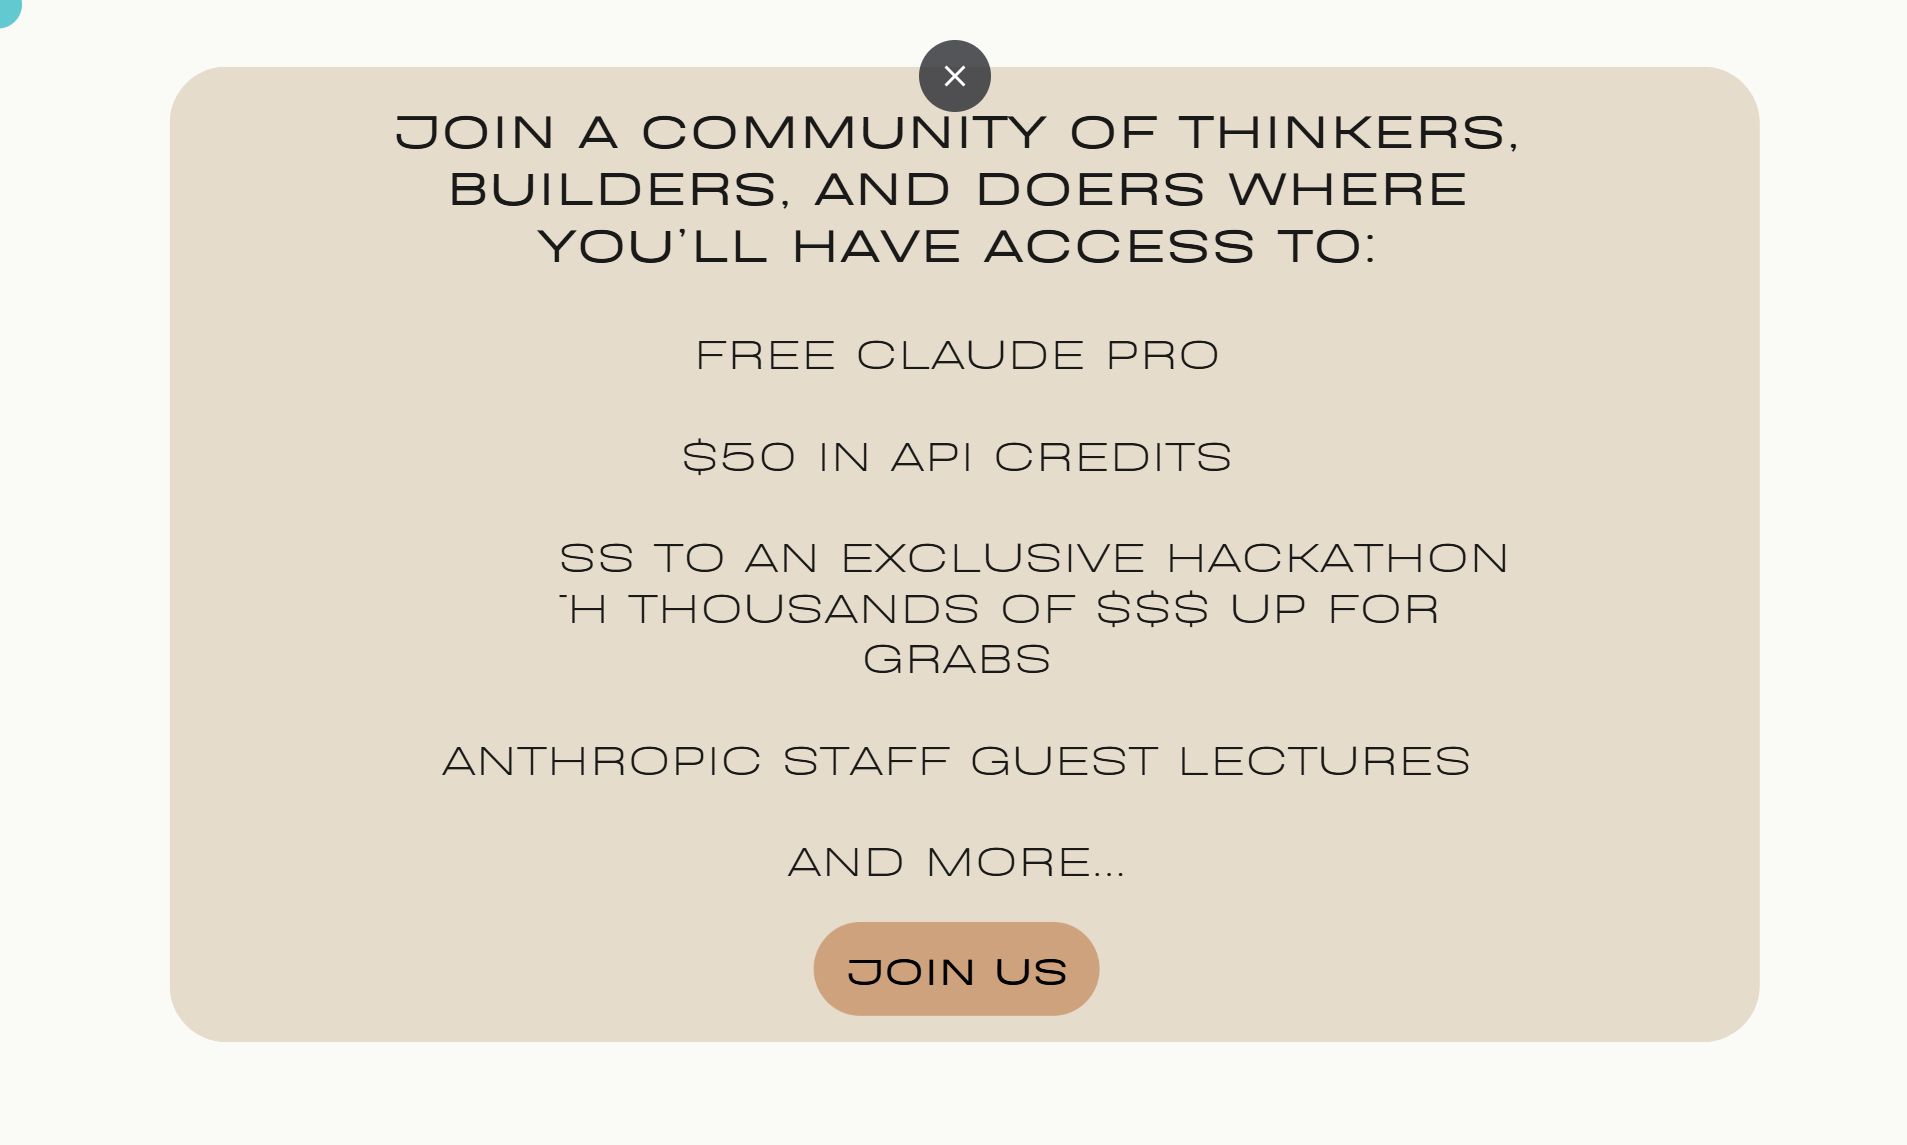 JOIN A COMMUNITY OF THINKERS,
BUILDERS, AND DOERS WHERE
YOU’LL HAVE ACCESS TO:
FREE CLAUDE PRO
$50 IN API CREDITS
SS TO AN EXCLUSIVE HACKATHON
H THOUSANDS OF $$$ UP FOR
GRABS
ANTHROPIC STAFF GUEST LECTURES
AND MORE...
JOIN US